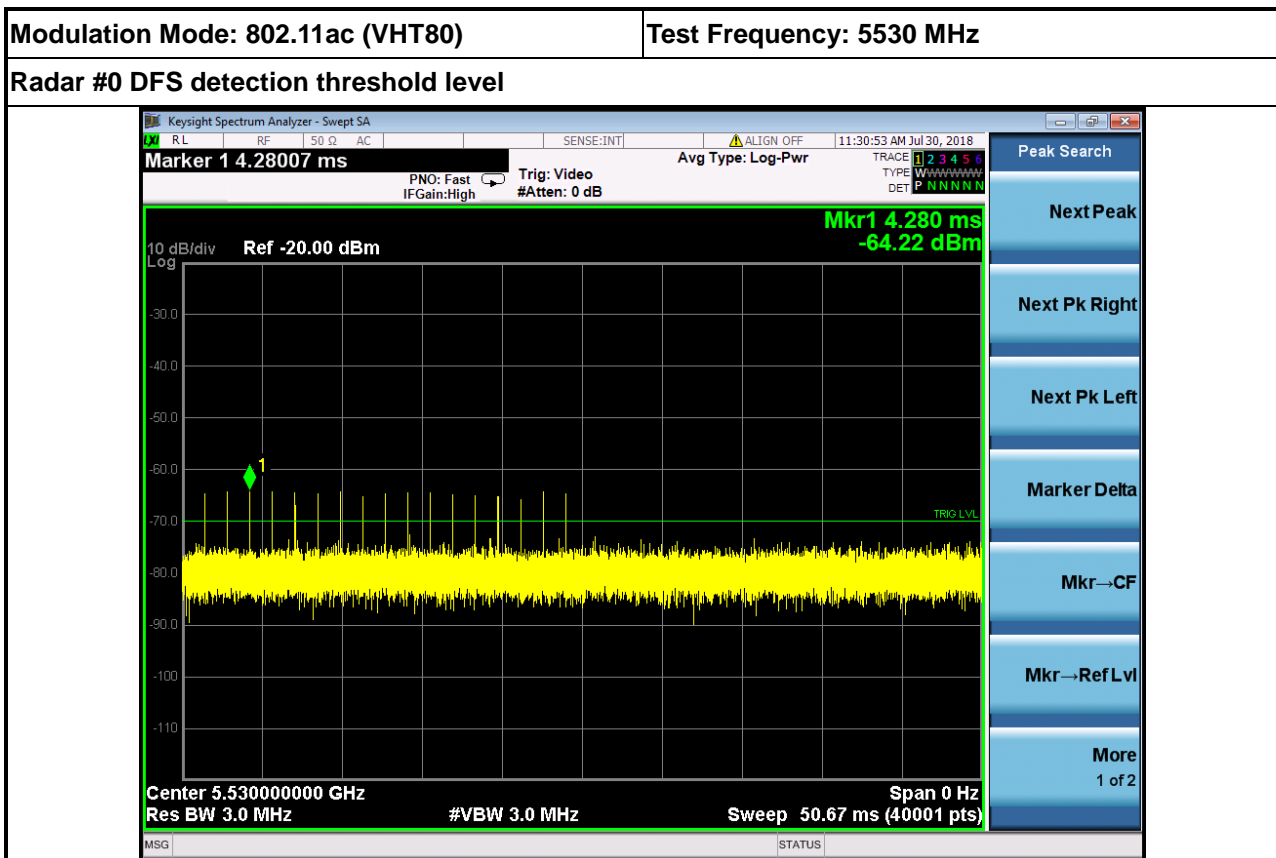 Modulation Mode: 802.11ac (VHT80) Test Frequency: 5530 MHz
Radar #0 DFS detection threshold level
Keysight Spectrum Analyzer - Swept SA
LXI RL RF 50 Ω AC SENSE:INT ALIGN OFF 11:30:53 AM Jul 30, 2018
Marker 1 4.28007 ms
PNO: Fast
IFGain:High
Trig: Video
#Atten: 0 dB
Avg Type: Log-Pwr
TRACE 1 2 3 4 5 6
TYPE WWWWWW
DET P N N N N N
Peak Search
Next Peak
Next Pk Right
Next Pk Left
Marker Delta
Mkr→CF
Mkr→Ref Lvl
More
1 of 2
Mkr1 4.280 ms
-64.22 dBm
10 dB/div Ref -20.00 dBm
Log
-30.0
-40.0
-50.0
-60.0
1
-70.0
TRIG LVL
-80.0
-90.0
-100
-110
Center 5.530000000 GHz Span 0 Hz
Res BW 3.0 MHz #VBW 3.0 MHz Sweep 50.67 ms (40001 pts)
MSG STATUS